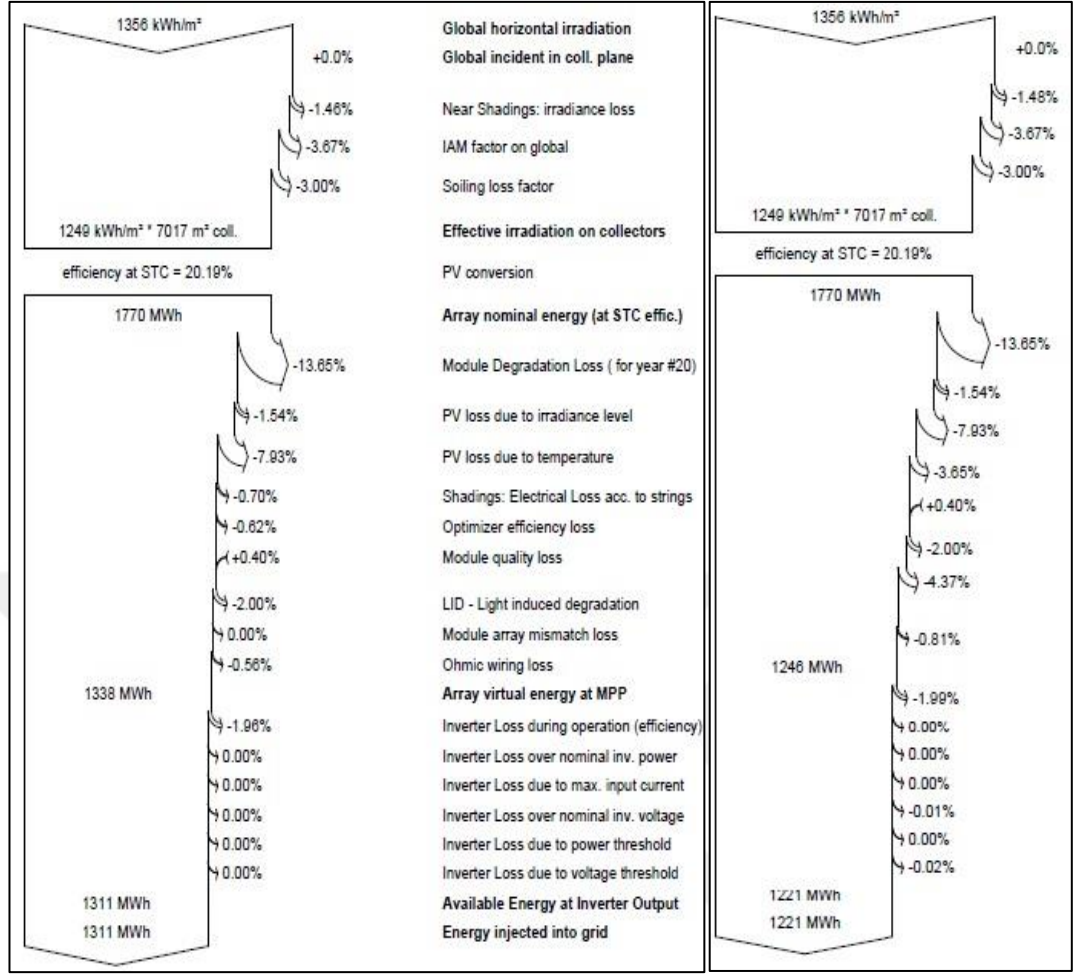 1356 kWh/m²
Global horizontal irradiation
+0.0% Global incident in coll. plane
-1.46% Near Shadings: irradiance loss
-3.67% IAM factor on global
-3.00% Soiling loss factor
1249 kWh/m² * 7017 m² coll. Effective irradiation on collectors
efficiency at STC = 20.19% PV conversion
1770 MWh Array nominal energy (at STC effic.)
-13.65% Module Degradation Loss ( for year #20)
-1.54% PV loss due to irradiance level
-7.93% PV loss due to temperature
-0.70% Shadings: Electrical Loss acc. to strings
-0.62% Optimizer efficiency loss
+0.40% Module quality loss
-2.00% LID - Light induced degradation
0.00% Module array mismatch loss
-0.56% Ohmic wiring loss
1338 MWh Array virtual energy at MPP
-1.96% Inverter Loss during operation (efficiency)
0.00% Inverter Loss over nominal inv. power
0.00% Inverter Loss due to max. input current
0.00% Inverter Loss over nominal inv. voltage
0.00% Inverter Loss due to power threshold
0.00% Inverter Loss due to voltage threshold
1311 MWh Available Energy at Inverter Output
1311 MWh Energy injected into grid
1356 kWh/m²
+0.0%
-1.48%
-3.67%
-3.00%
1249 kWh/m² * 7017 m² coll.
efficiency at STC = 20.19%
1770 MWh
-13.65%
-1.54%
-7.93%
-3.65%
+0.40%
-2.00%
-4.37%
-0.81%
1246 MWh
-1.99%
0.00%
0.00%
0.00%
-0.01%
0.00%
-0.02%
1221 MWh
1221 MWh